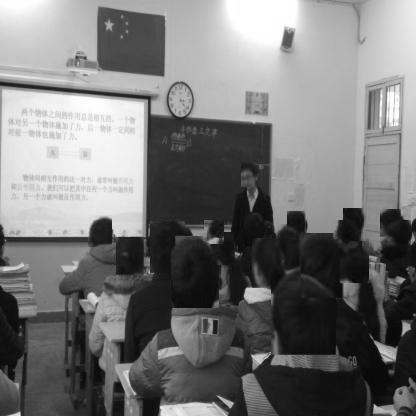 两个物体之间的作用总是相互的。一个物
体对另一个物体施加了力，后一物体一定同时
对前一物体也施加了力。
A
B
物体间相互作用的这一对力，通常叫做作用力
和反作用力。我们可以把其中任何一个力叫做作用
力，另一个力就叫做反作用力。
牛顿第三定律